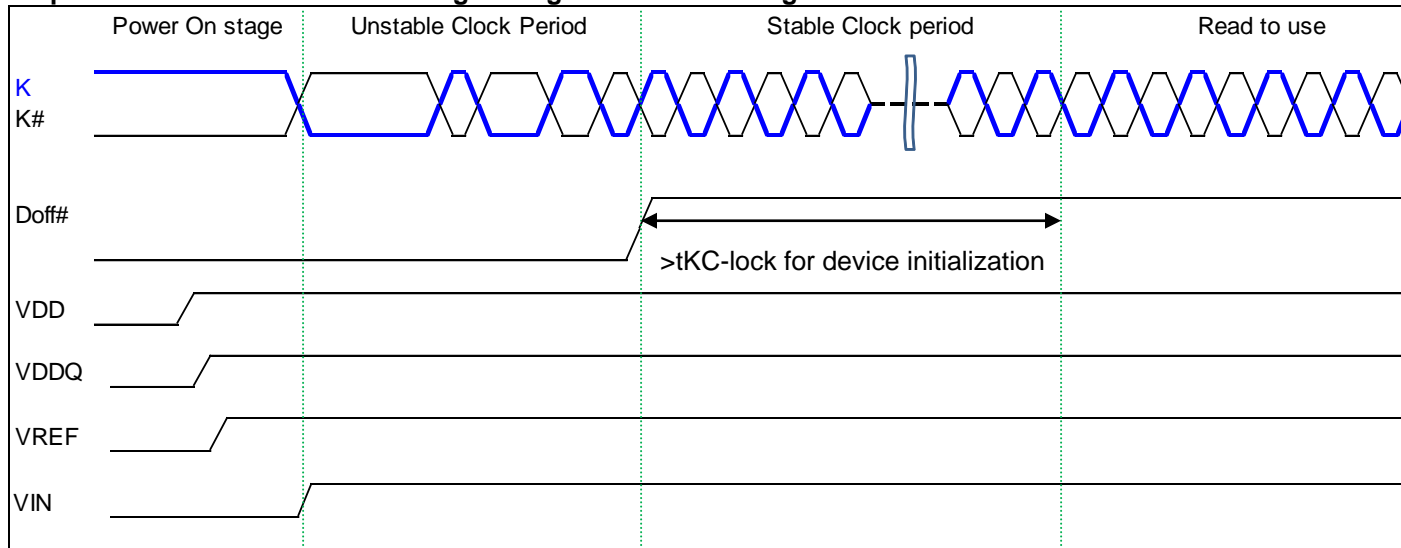 Power On stage
Unstable Clock Period
Stable Clock period
Read to use
K
K#
Doff#
>tKC-lock for device initialization
VDD
VDDQ
VREF
VIN